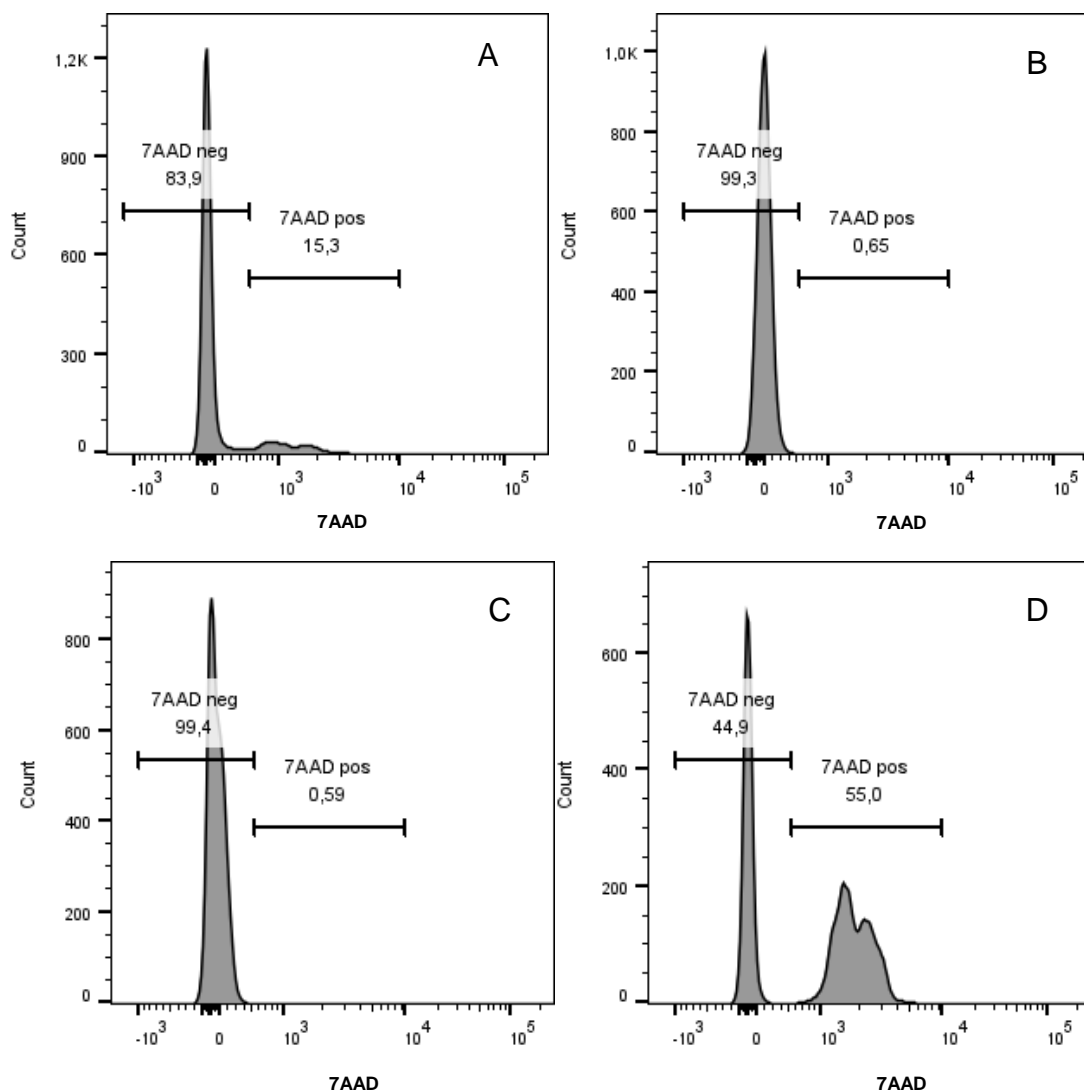 A
1,2K
900
600
300
0
Count
7AAD neg
83,9
7AAD pos
15,3
-10³ 0 10³ 10⁴ 10⁵
7AAD
B
1,0K
800
600
400
200
0
Count
7AAD neg
99,3
7AAD pos
0,65
-10³ 0 10³ 10⁴ 10⁵
7AAD
C
800
600
400
200
0
Count
7AAD neg
99,4
7AAD pos
0,59
-10³ 0 10³ 10⁴ 10⁵
7AAD
D
600
400
200
0
Count
7AAD neg
44,9
7AAD pos
55,0
-10³ 0 10³ 10⁴ 10⁵
7AAD